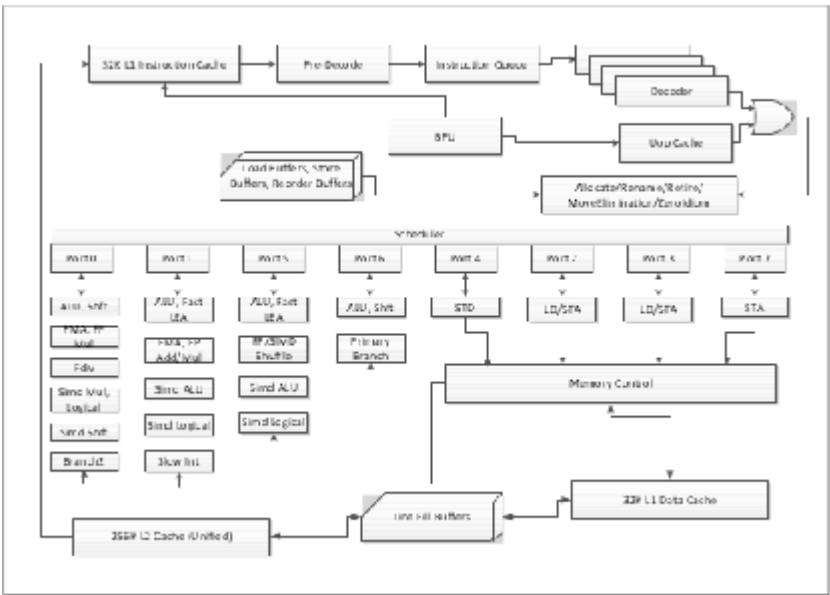 32K L1 Instruction Cache
Pre-Decode
Instruction Queue
Decoder
BPU
Uop Cache
Load Buffers, Store
Buffers, Reorder Buffers
Allocate/Rename/Retire/
MoveElimination/ZeroIdiom
Scheduler
Port 0
Port 1
Port 5
Port 6
Port 4
Port 2
Port 3
Port 7
ALU, Shft
ALU, Fast
LEA
ALU, Fast
LEA
ALU, Shft
STD
LD/STA
LD/STA
STA
FMA, FP
Mul
FMA, FP
Add/Mul
FP/SIMD
Shuffle
Primary
Branch
Fdiv
Simd ALU
Simd ALU
Memory Control
Simd Mul,
Logical
Simd Logical
Simd Logical
Simd Shft
Branch2
Slow Int
32K L1 Data Cache
Line Fill Buffers
256K L2 Cache (Unified)